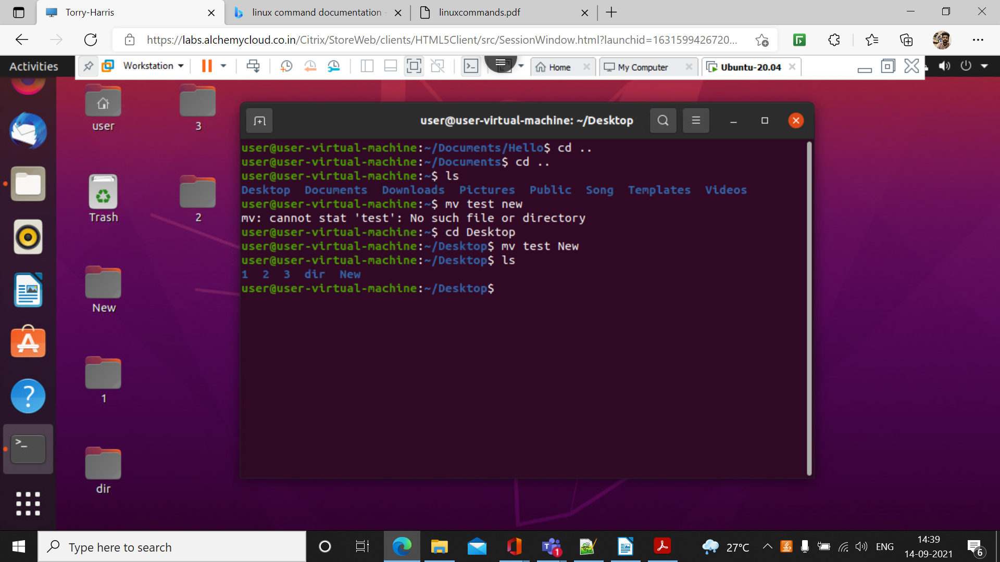 Torry-Harris
linux command documentation -
linuxcommands.pdf
https://labs.alchemycloud.co.in/Citrix/StoreWeb/clients/HTML5Client/src/SessionWindow.html?launchid=1631599426720...
Activities
Workstation
Home
My Computer
Ubuntu-20.04
user
3
Trash
2
New
1
dir
user@user-virtual-machine: ~/Desktop
user@user-virtual-machine:~/Documents/Hello$ cd ..
user@user-virtual-machine:~/Documents$ cd ..
user@user-virtual-machine:~$ ls
Desktop Documents Downloads Pictures Public Song Templates Videos
user@user-virtual-machine:~$ mv test new
mv: cannot stat 'test': No such file or directory
user@user-virtual-machine:~$ cd Desktop
user@user-virtual-machine:~/Desktop$ mv test New
user@user-virtual-machine:~/Desktop$ ls
1 2 3 dir New
user@user-virtual-machine:~/Desktop$
Type here to search
1
27°C
ENG
14:39
14-09-2021
6